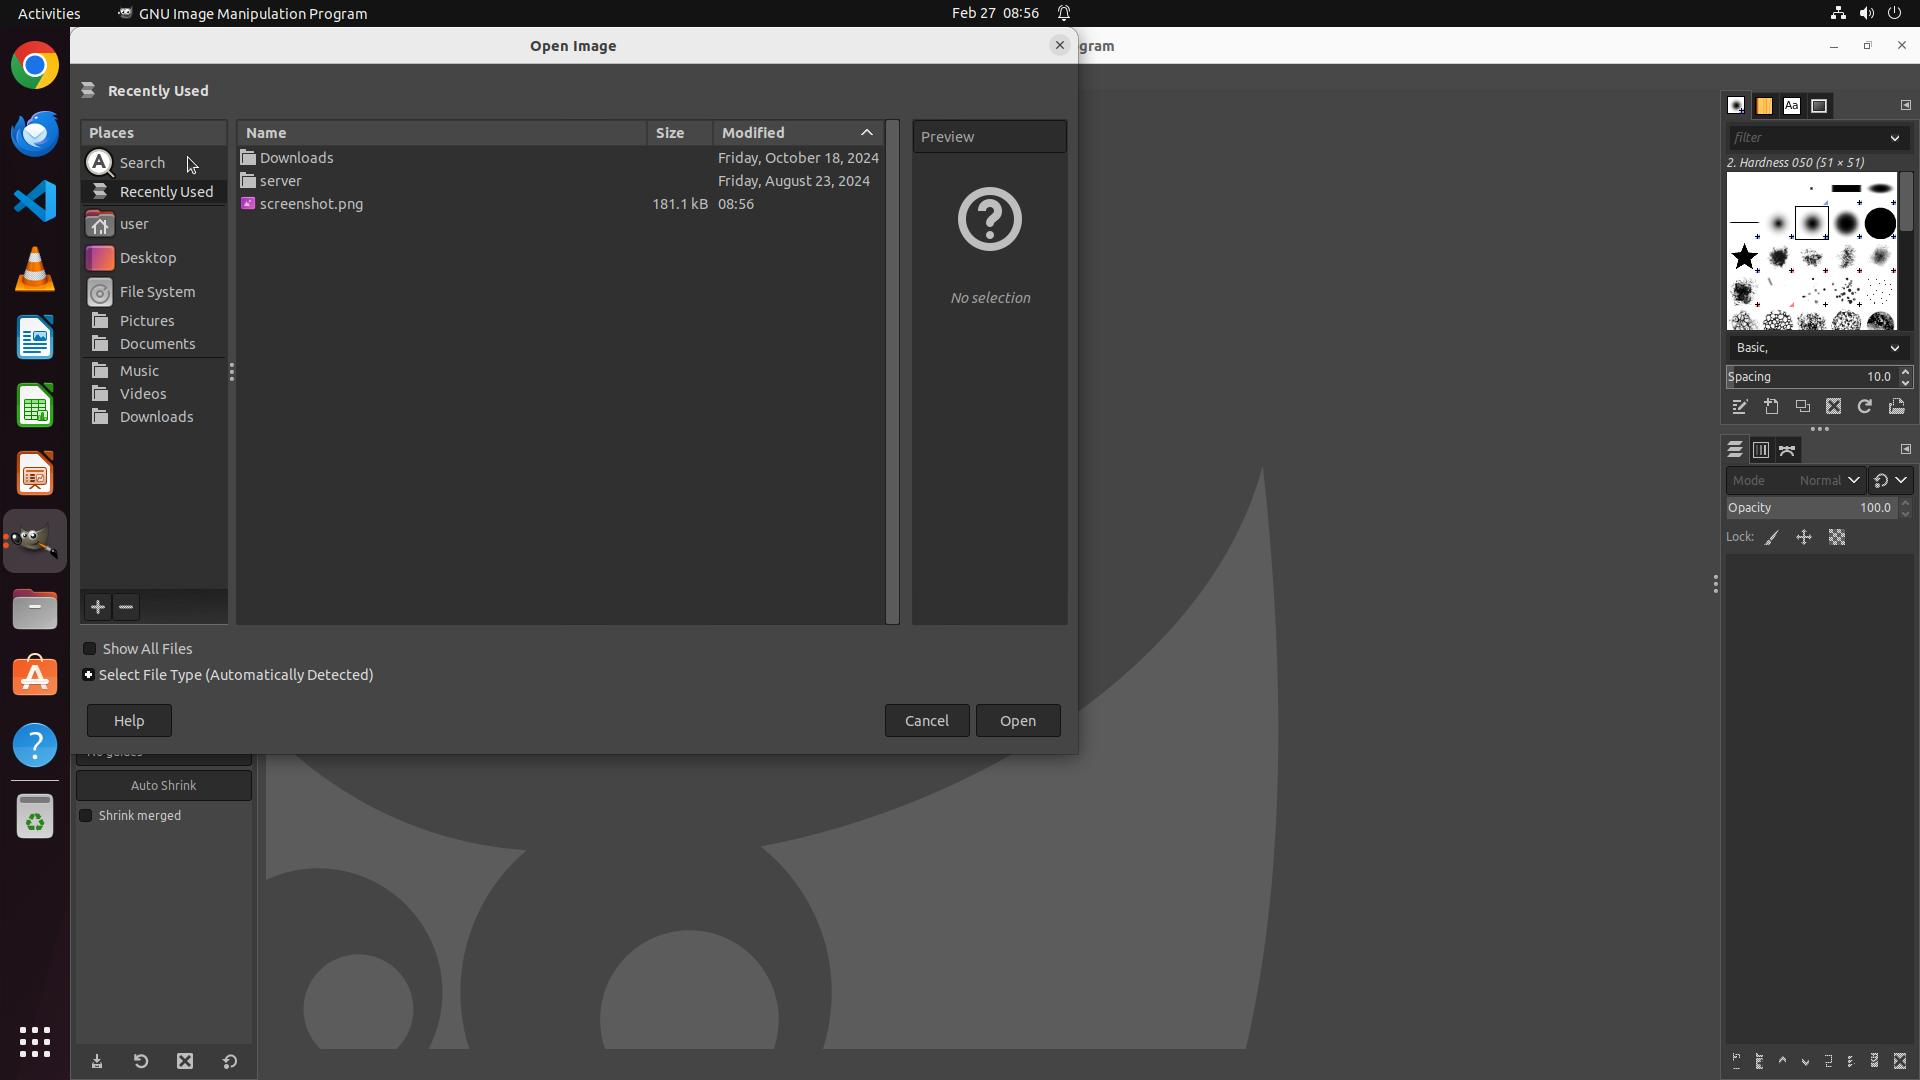 Activities
GNU Image Manipulation Program
Feb 27 08:56
Open Image
gram
Recently Used
Places
Search
Recently Used
user
Desktop
File System
Pictures
Documents
Music
Videos
Downloads
Name Size Modified
Downloads Friday, October 18, 2024
server Friday, August 23, 2024
screenshot.png 181.1 kB 08:56
Preview
No selection
Show All Files
Select File Type (Automatically Detected)
Help
Cancel
Open
Auto Shrink
Shrink merged
Aa
filter
2. Hardness 050 (51 × 51)
Basic,
Spacing 10.0
Mode Normal
Opacity 100.0
Lock: